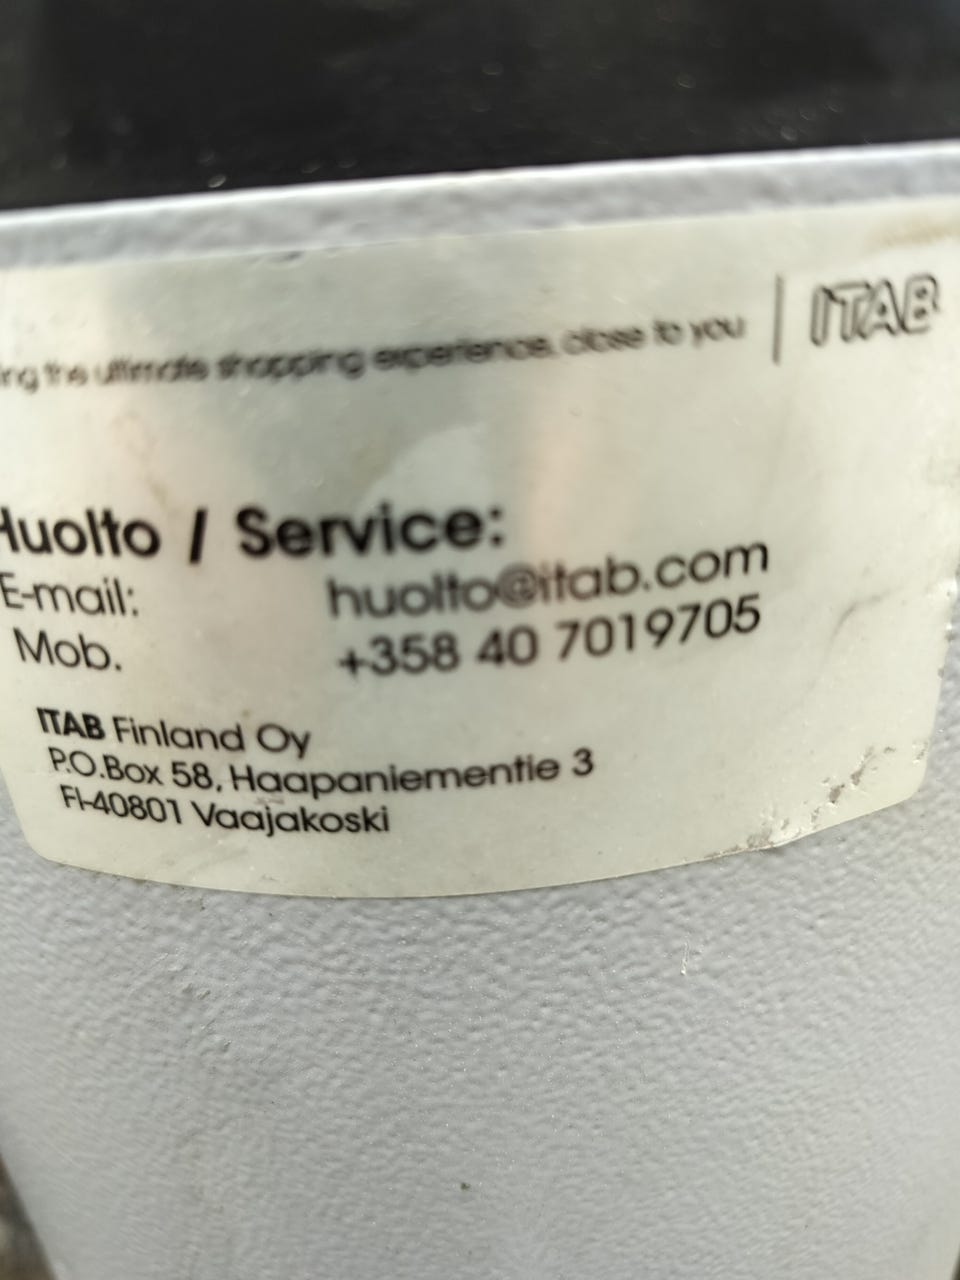 ing the ultimate shopping experience, close to you | ITAB
Huolto / Service:
E-mail: huolto@itab.com
Mob. +358 40 7019705
ITAB Finland Oy
P.O.Box 58, Haapaniementie 3
FI-40801 Vaajakoski